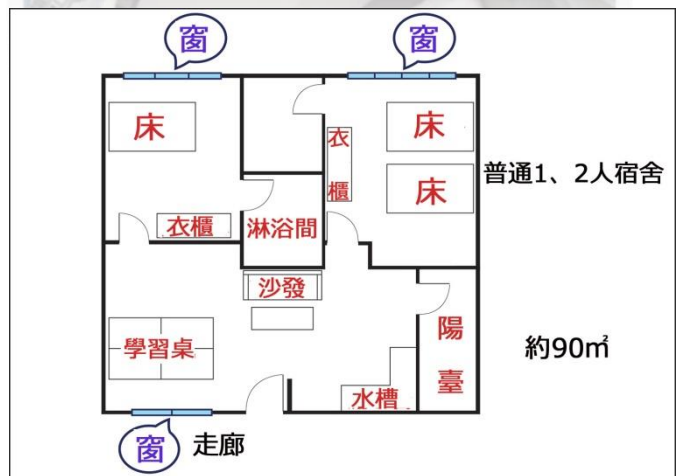 窗
窗
床
床
衣
櫃
床
普通1、2人宿舍
衣櫃
淋浴間
沙發
學習桌
陽
臺
約90㎡
水槽
窗
走廊